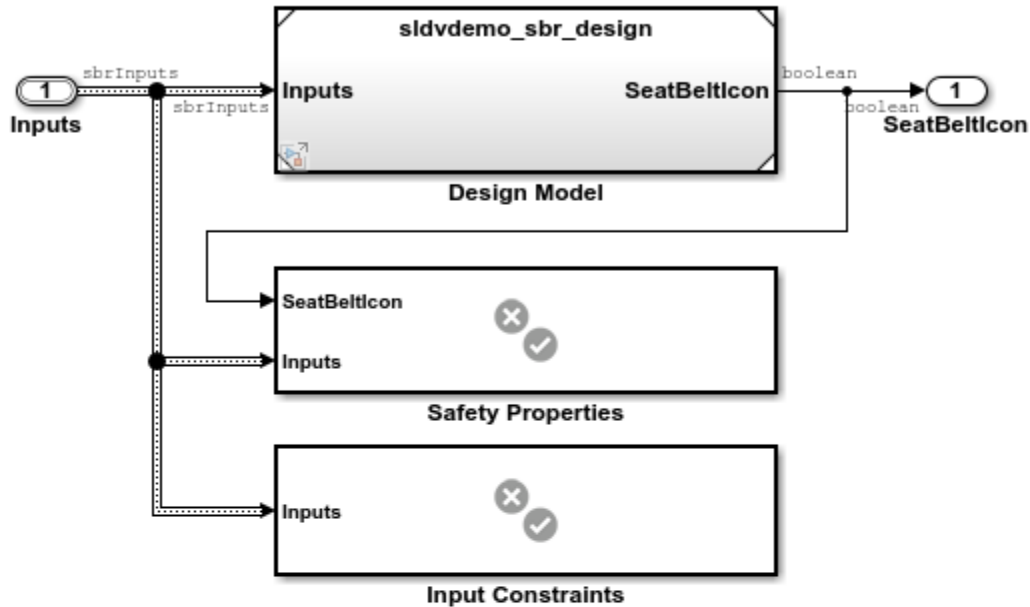 sldvdemo_sbr_design
sbrInputs
boolean
1
Inputs
SeatBeltIcon
1
sbrInputs
boolean
Inputs
SeatBeltIcon
Design Model
SeatBeltIcon
Inputs
Safety Properties
Inputs
Input Constraints